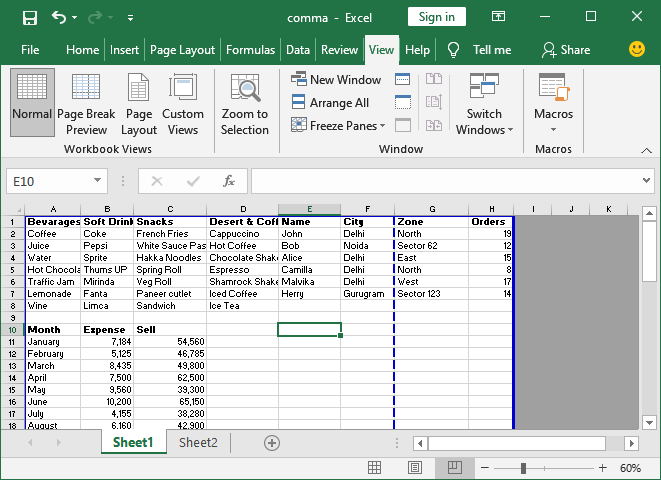 comma - Excel
Sign in
File Home Insert Page Layout Formulas Data Review View Help Tell me Share
Normal Page Break Preview Page Layout Custom Views
Workbook Views
Zoom to Selection
New Window
Arrange All
Freeze Panes
Window
Switch Windows
Macros
Macros
E10 fx
A B C D E F G H I J K
1 Bevarages Soft Drink Snacks Desert & Coff Name City Zone Orders
2 Coffee Coke French Fries Cappuccino John Delhi North 19
3 Juice Pepsi White Sauce Pas Hot Coffee Bob Noida Sector 62 12
4 Water Sprite Hakka Noodles Chocolate Shak Alice Delhi East 15
5 Hot Chocola Thums UP Spring Roll Espresso Camilla Delhi North 8
6 Traffic Jam Mirinda Veg Roll Shamrock Shake Malvika Delhi West 17
7 Lemonade Fanta Paneer cutlet Iced Coffee Herry Gurugram Sector 123 14
8 Wine Limca Sandwich Ice Tea
9
10 Month Expense Sell
11 January 7,184 54,560
12 February 5,125 46,785
13 March 8,435 49,800
14 April 7,500 62,500
15 May 9,560 39,300
16 June 10,200 65,150
17 July 4,155 38,280
18 August 6,160 42,900
Sheet1 Sheet2
60%